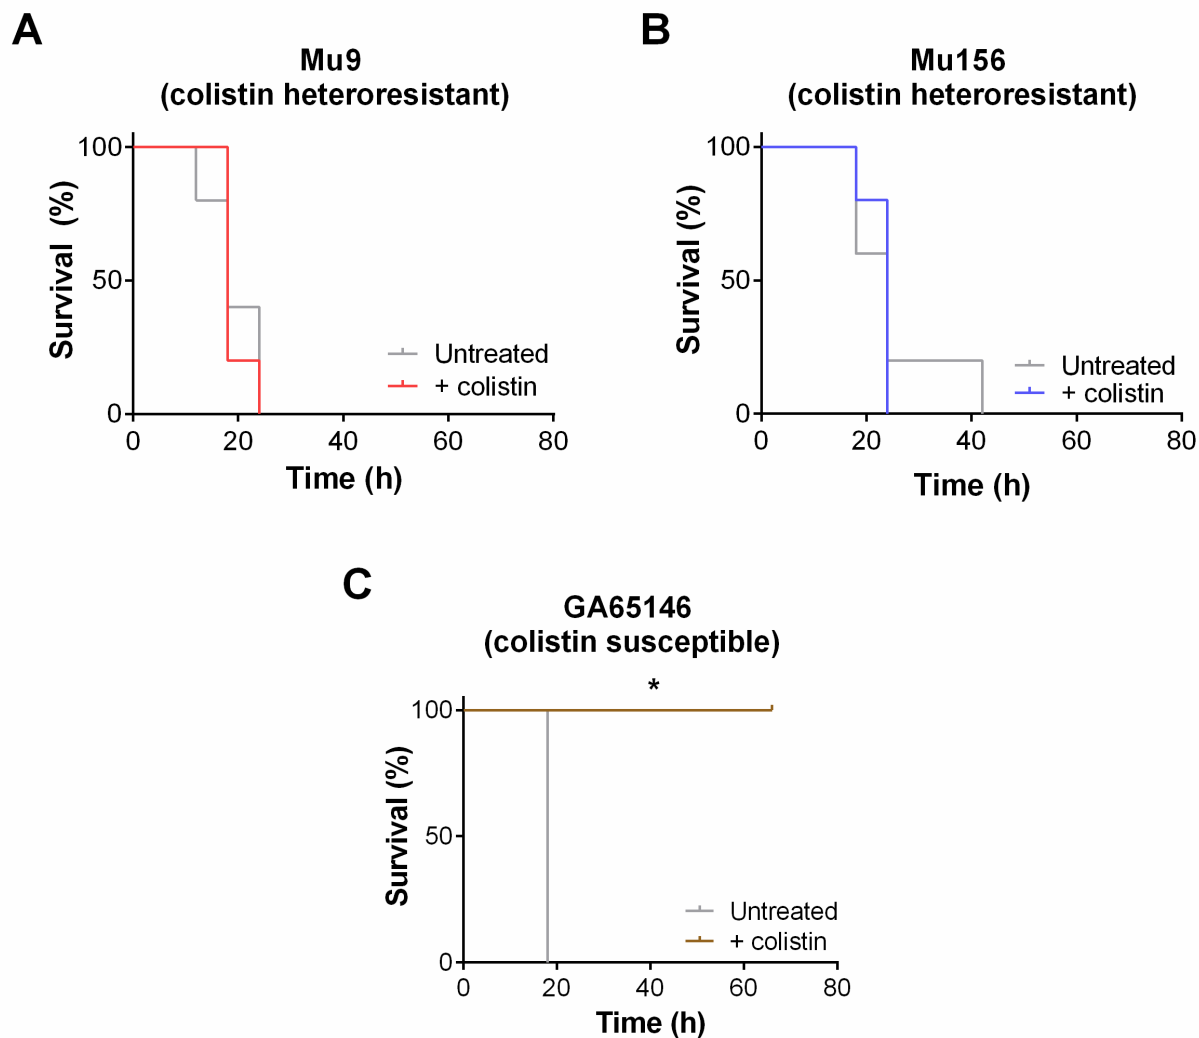 A
Mu9
(colistin heteroresistant)
100
50
0
Survival (%)
0 20 40 60 80
Time (h)
Untreated
+ colistin
B
Mu156
(colistin heteroresistant)
100
50
0
Survival (%)
0 20 40 60 80
Time (h)
Untreated
+ colistin
C
GA65146
(colistin susceptible)
*
100
50
0
Survival (%)
0 20 40 60 80
Time (h)
Untreated
+ colistin